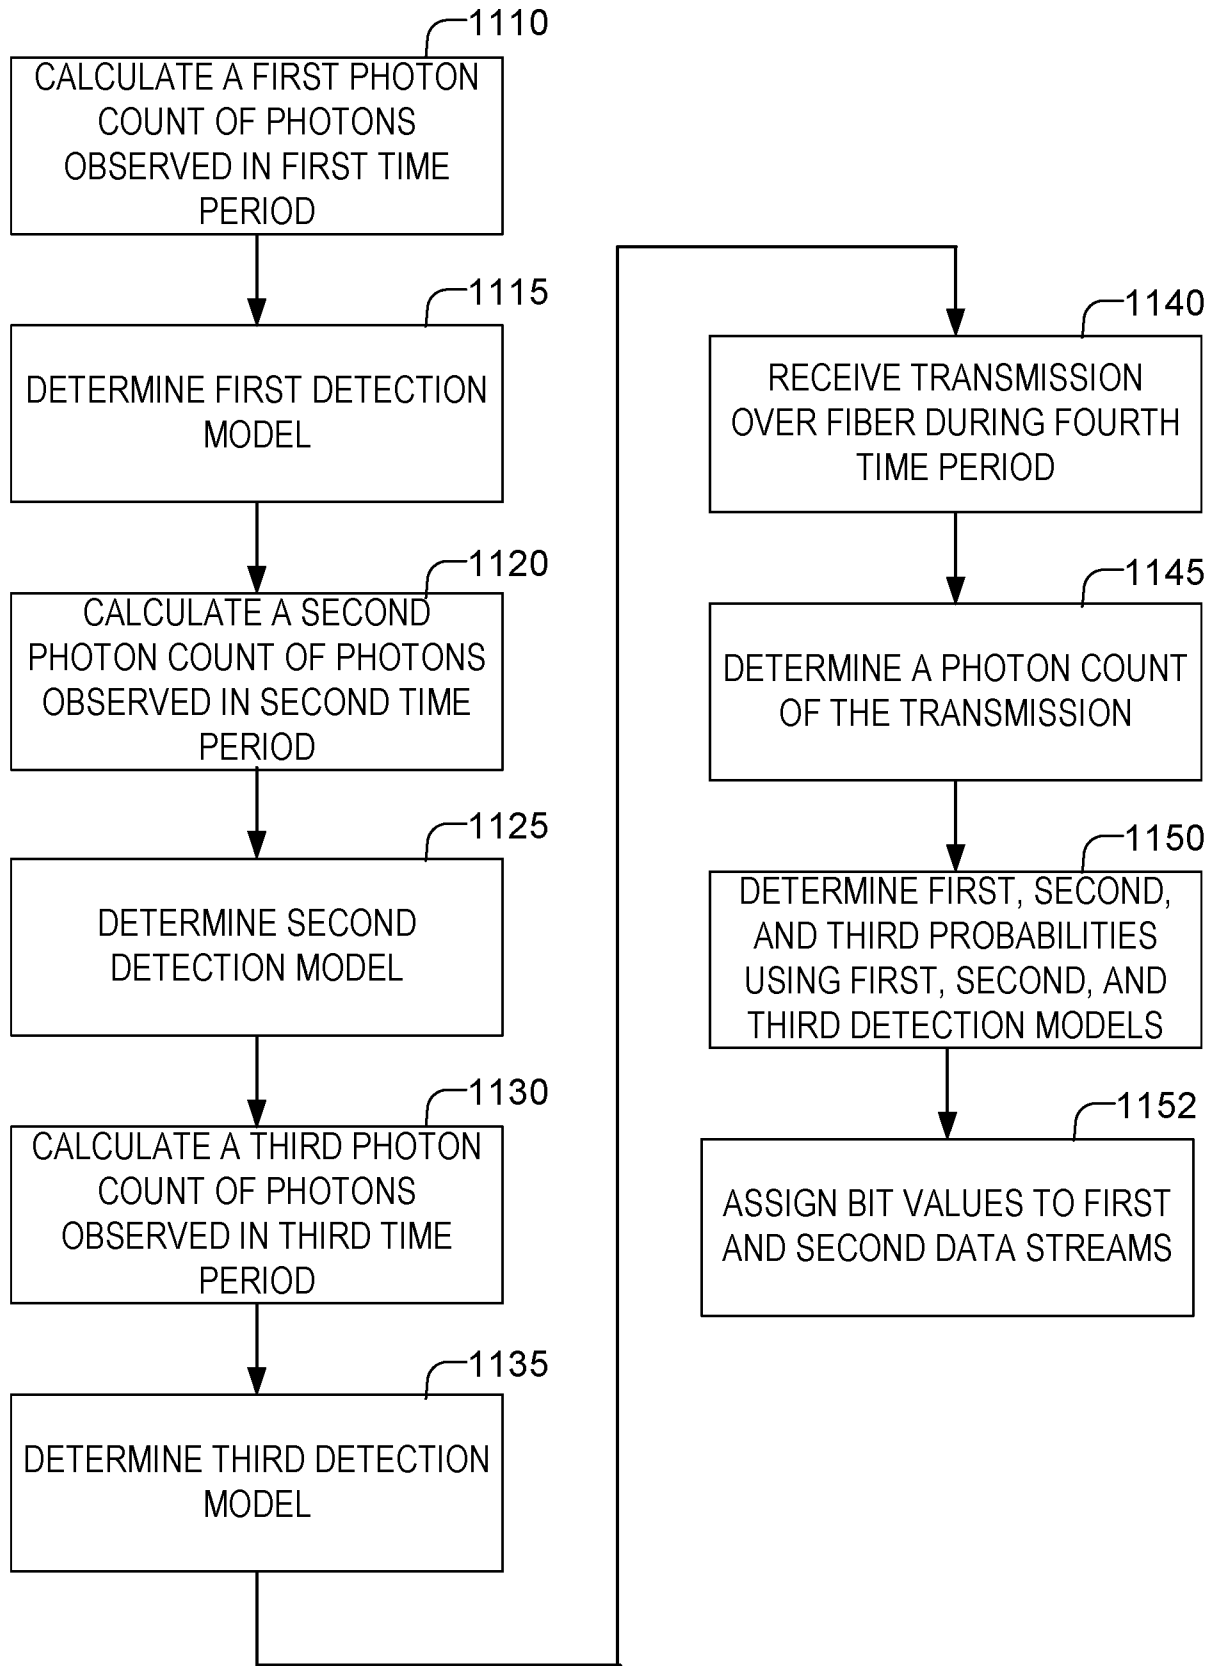 1110
CALCULATE A FIRST PHOTON
COUNT OF PHOTONS
OBSERVED IN FIRST TIME
PERIOD
1115
DETERMINE FIRST DETECTION
MODEL
1120
CALCULATE A SECOND
PHOTON COUNT OF PHOTONS
OBSERVED IN SECOND TIME
PERIOD
1125
DETERMINE SECOND
DETECTION MODEL
1130
CALCULATE A THIRD PHOTON
COUNT OF PHOTONS
OBSERVED IN THIRD TIME
PERIOD
1135
DETERMINE THIRD DETECTION
MODEL
1140
RECEIVE TRANSMISSION
OVER FIBER DURING FOURTH
TIME PERIOD
1145
DETERMINE A PHOTON COUNT
OF THE TRANSMISSION
1150
DETERMINE FIRST, SECOND,
AND THIRD PROBABILITIES
USING FIRST, SECOND, AND
THIRD DETECTION MODELS
1152
ASSIGN BIT VALUES TO FIRST
AND SECOND DATA STREAMS